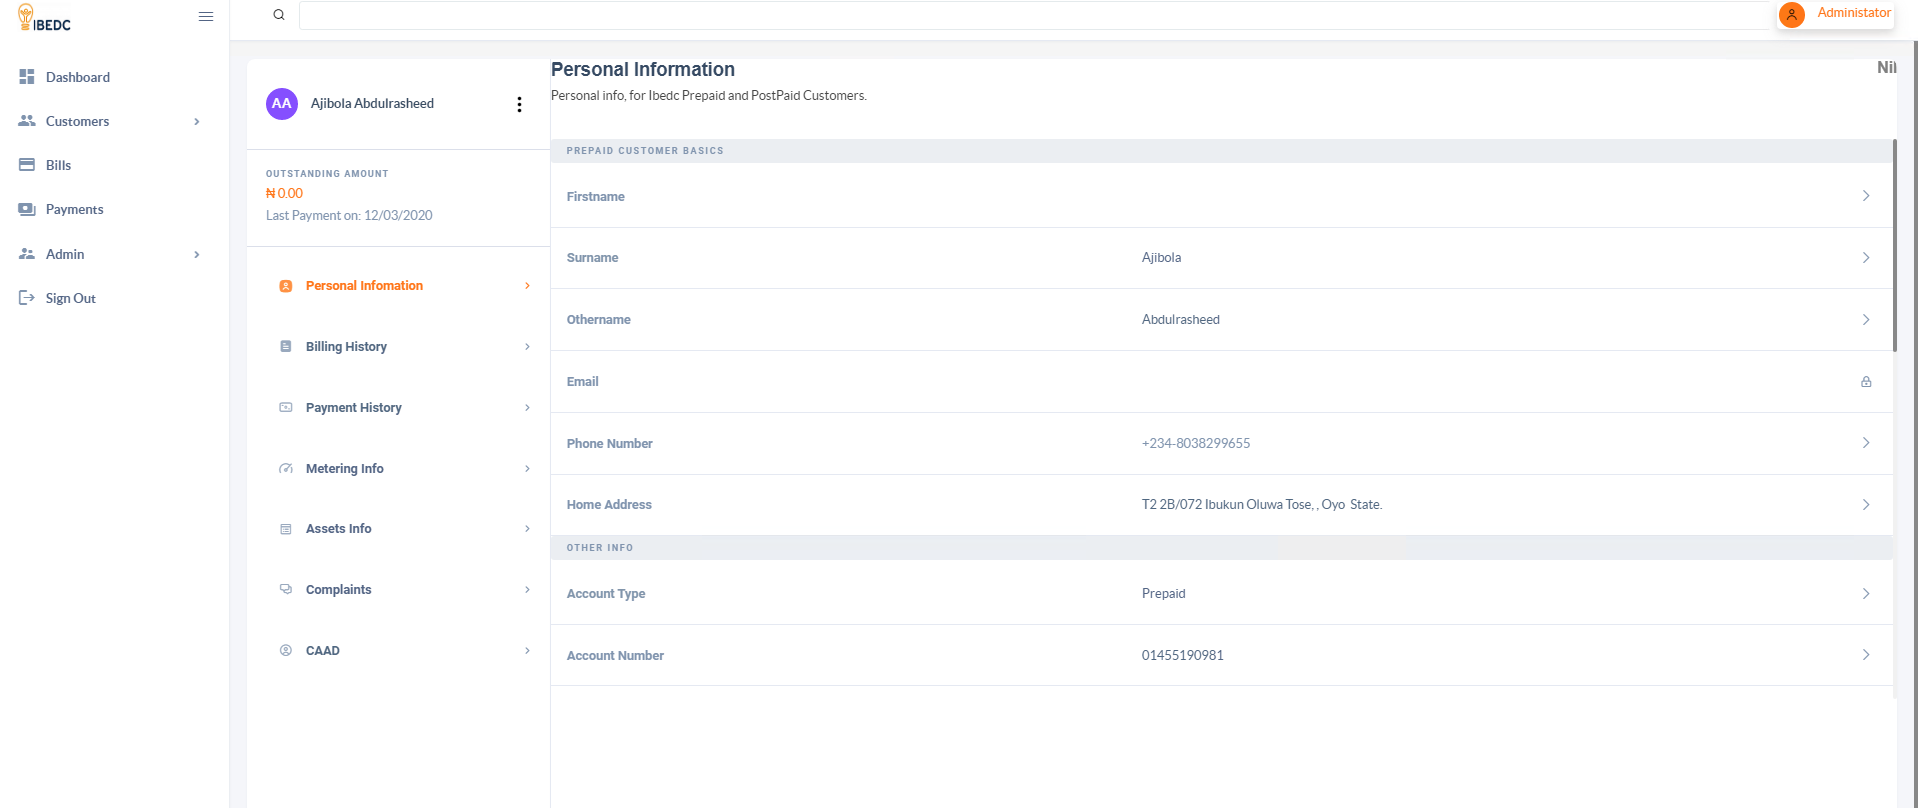 IBEDC
Administator
Dashboard
Customers
Bills
Payments
Admin
Sign Out
AA
Ajibola Abdulrasheed
OUTSTANDING AMOUNT
₦ 0.00
Last Payment on: 12/03/2020
Personal Infomation
Billing History
Payment History
Metering Info
Assets Info
Complaints
CAAD
Personal Information
Nil
Personal info, for Ibedc Prepaid and PostPaid Customers.
PREPAID CUSTOMER BASICS
Firstname
Surname Ajibola
Othername Abdulrasheed
Email
Phone Number +234-8038299655
Home Address T2 2B/072 Ibukun Oluwa Tose, , Oyo State.
OTHER INFO
Account Type Prepaid
Account Number 01455190981